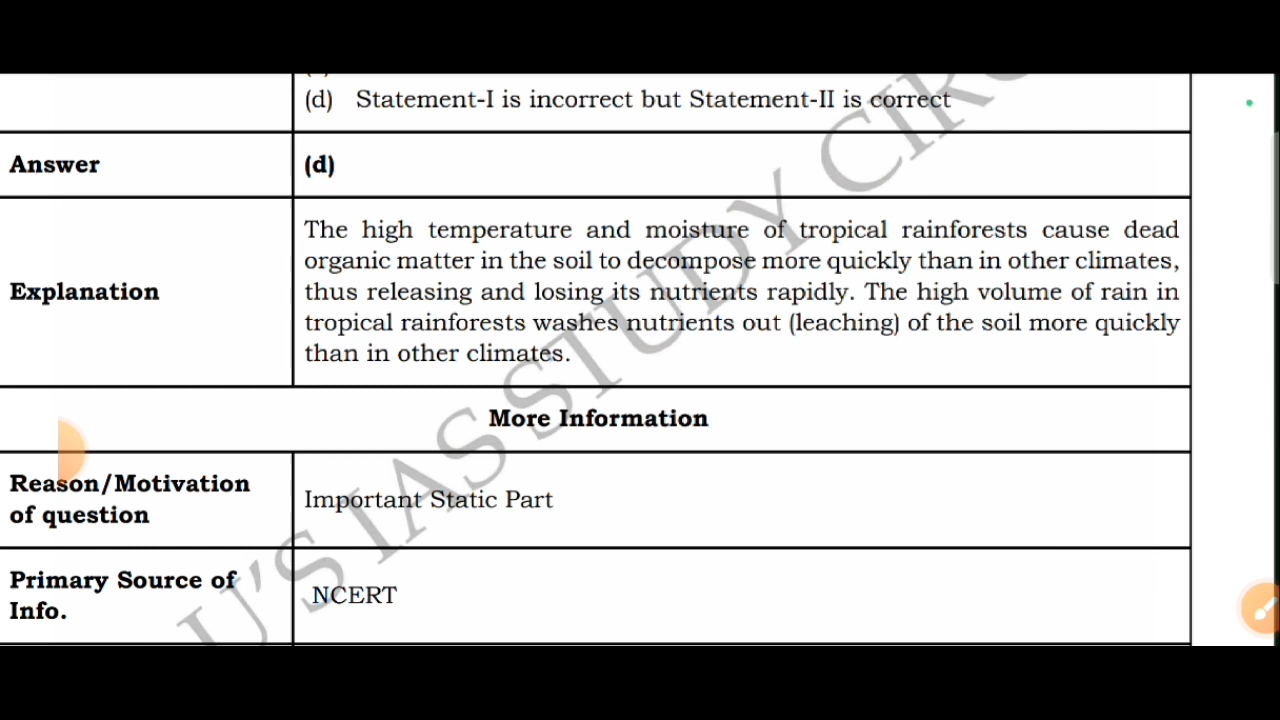 (d) Statement-I is incorrect but Statement-II is correct
Answer
(d)
Explanation
The high temperature and moisture of tropical rainforests cause dead
organic matter in the soil to decompose more quickly than in other climates,
thus releasing and losing its nutrients rapidly. The high volume of rain in
tropical rainforests washes nutrients out (leaching) of the soil more quickly
than in other climates.
More Information
Reason/Motivation
of question
Important Static Part
Primary Source of
Info.
NCERT
U'S IAS STUDY